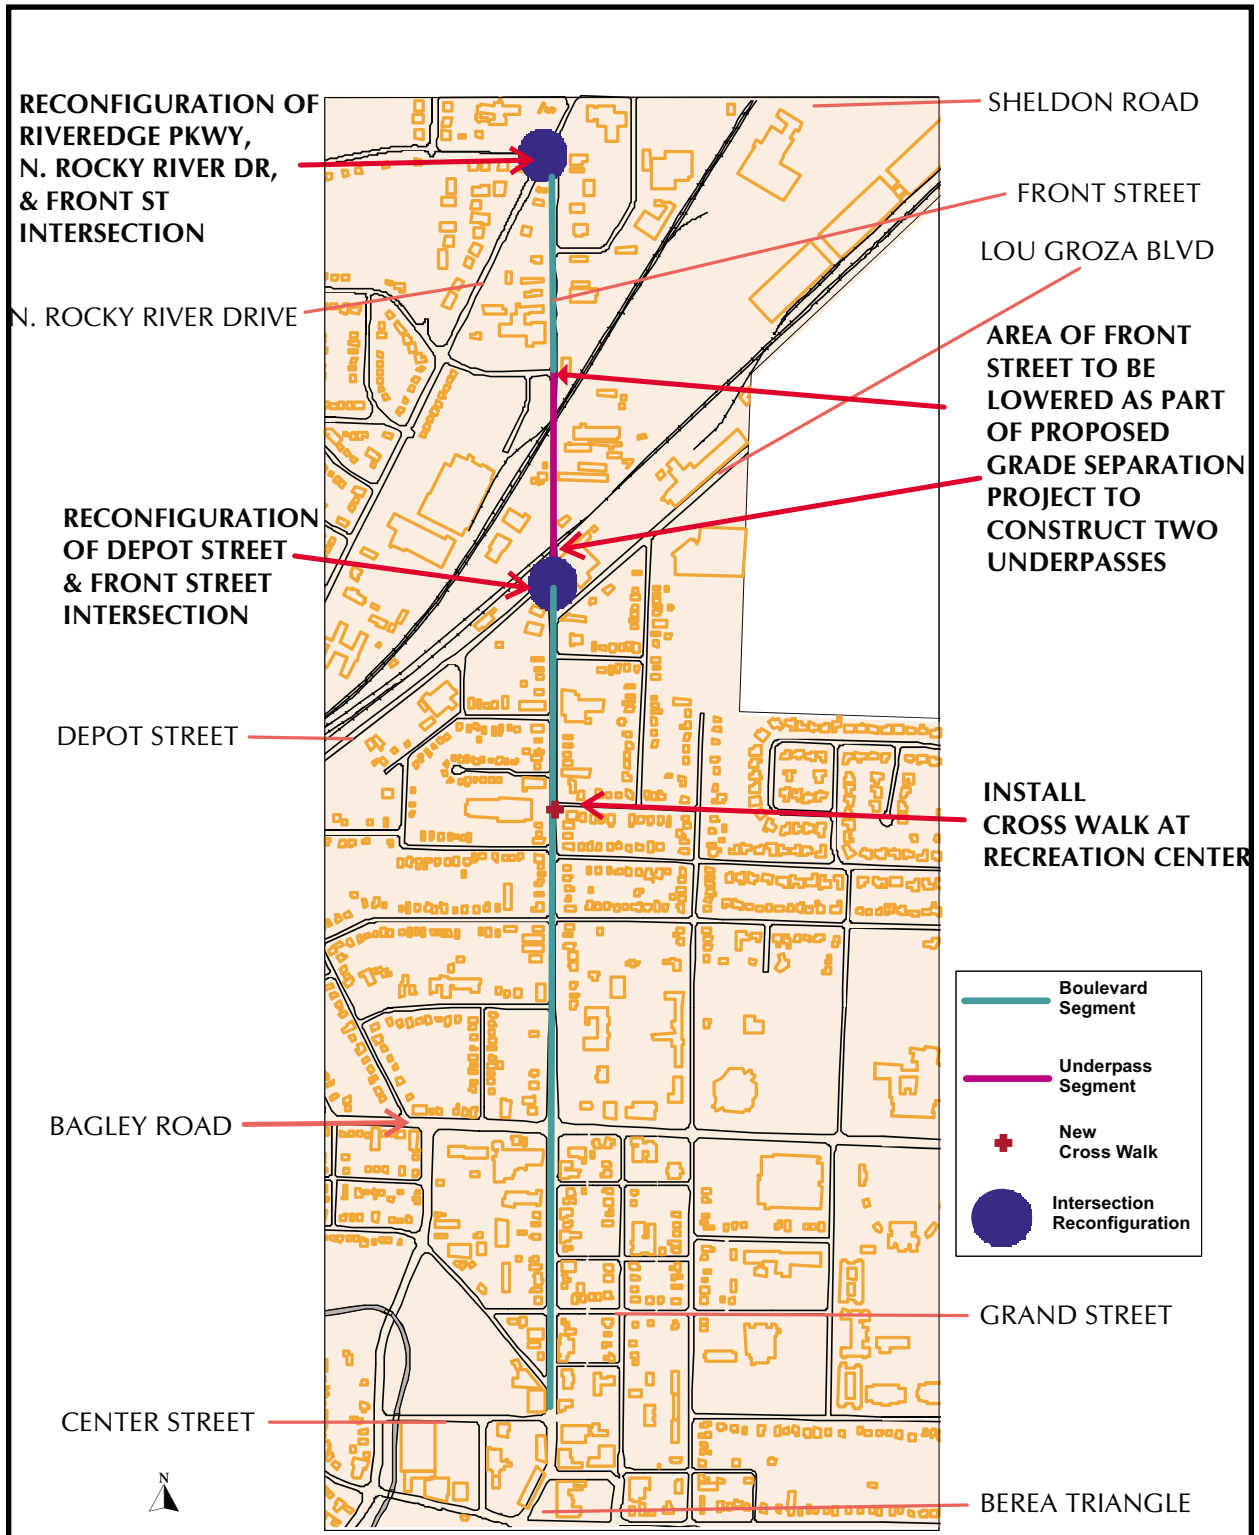 RECONFIGURATION OF
RIVEREDGE PKWY,
N. ROCKY RIVER DR,
& FRONT ST
INTERSECTION
SHELDON ROAD
FRONT STREET
LOU GROZA BLVD
N. ROCKY RIVER DRIVE
AREA OF FRONT
STREET TO BE
LOWERED AS PART
OF PROPOSED
GRADE SEPARATION
PROJECT TO
CONSTRUCT TWO
UNDERPASSES
RECONFIGURATION
OF DEPOT STREET
& FRONT STREET
INTERSECTION
DEPOT STREET
INSTALL
CROSS WALK AT
RECREATION CENTER
Boulevard
Segment
Underpass
Segment
New
Cross Walk
Intersection
Reconfiguration
BAGLEY ROAD
GRAND STREET
CENTER STREET
N
BEREA TRIANGLE